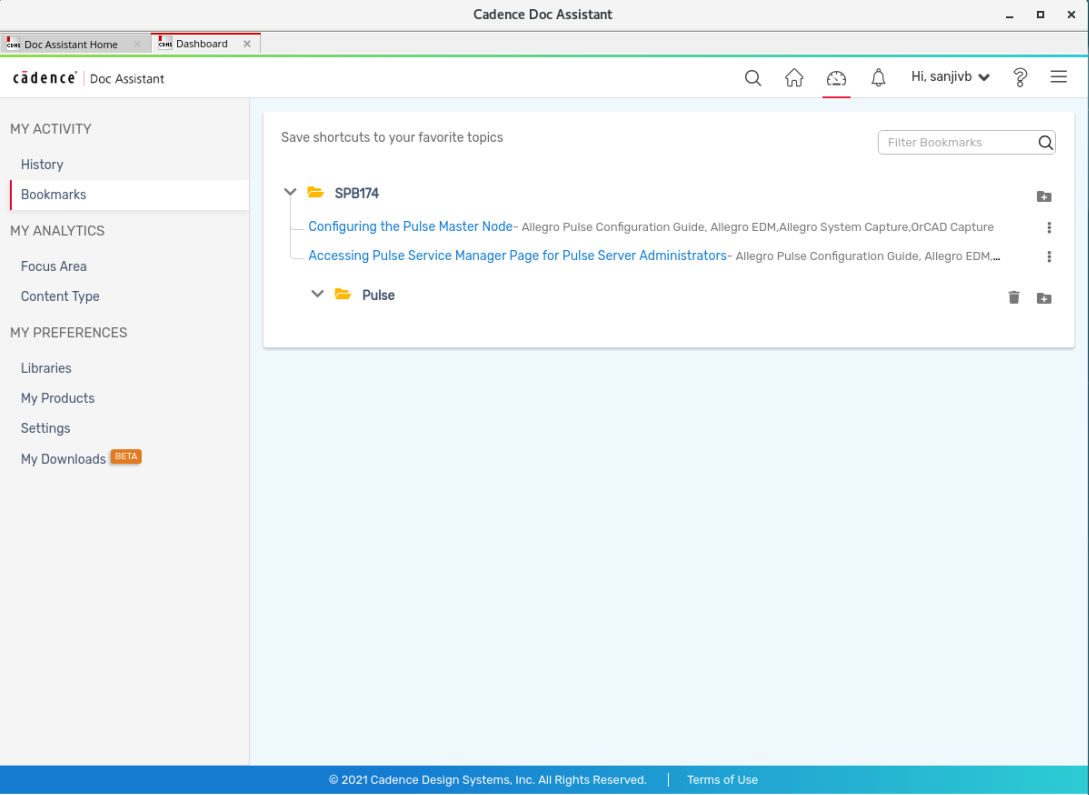 Cadence Doc Assistant
Doc Assistant Home
Dashboard
cādence Doc Assistant
Hi, sanjivb
MY ACTIVITY
History
Bookmarks
MY ANALYTICS
Focus Area
Content Type
MY PREFERENCES
Libraries
My Products
Settings
My Downloads BETA
Save shortcuts to your favorite topics
Filter Bookmarks
SPB174
Configuring the Pulse Master Node- Allegro Pulse Configuration Guide, Allegro EDM,Allegro System Capture,OrCAD Capture
Accessing Pulse Service Manager Page for Pulse Server Administrators- Allegro Pulse Configuration Guide, Allegro EDM,...
Pulse
© 2021 Cadence Design Systems, Inc. All Rights Reserved. | Terms of Use